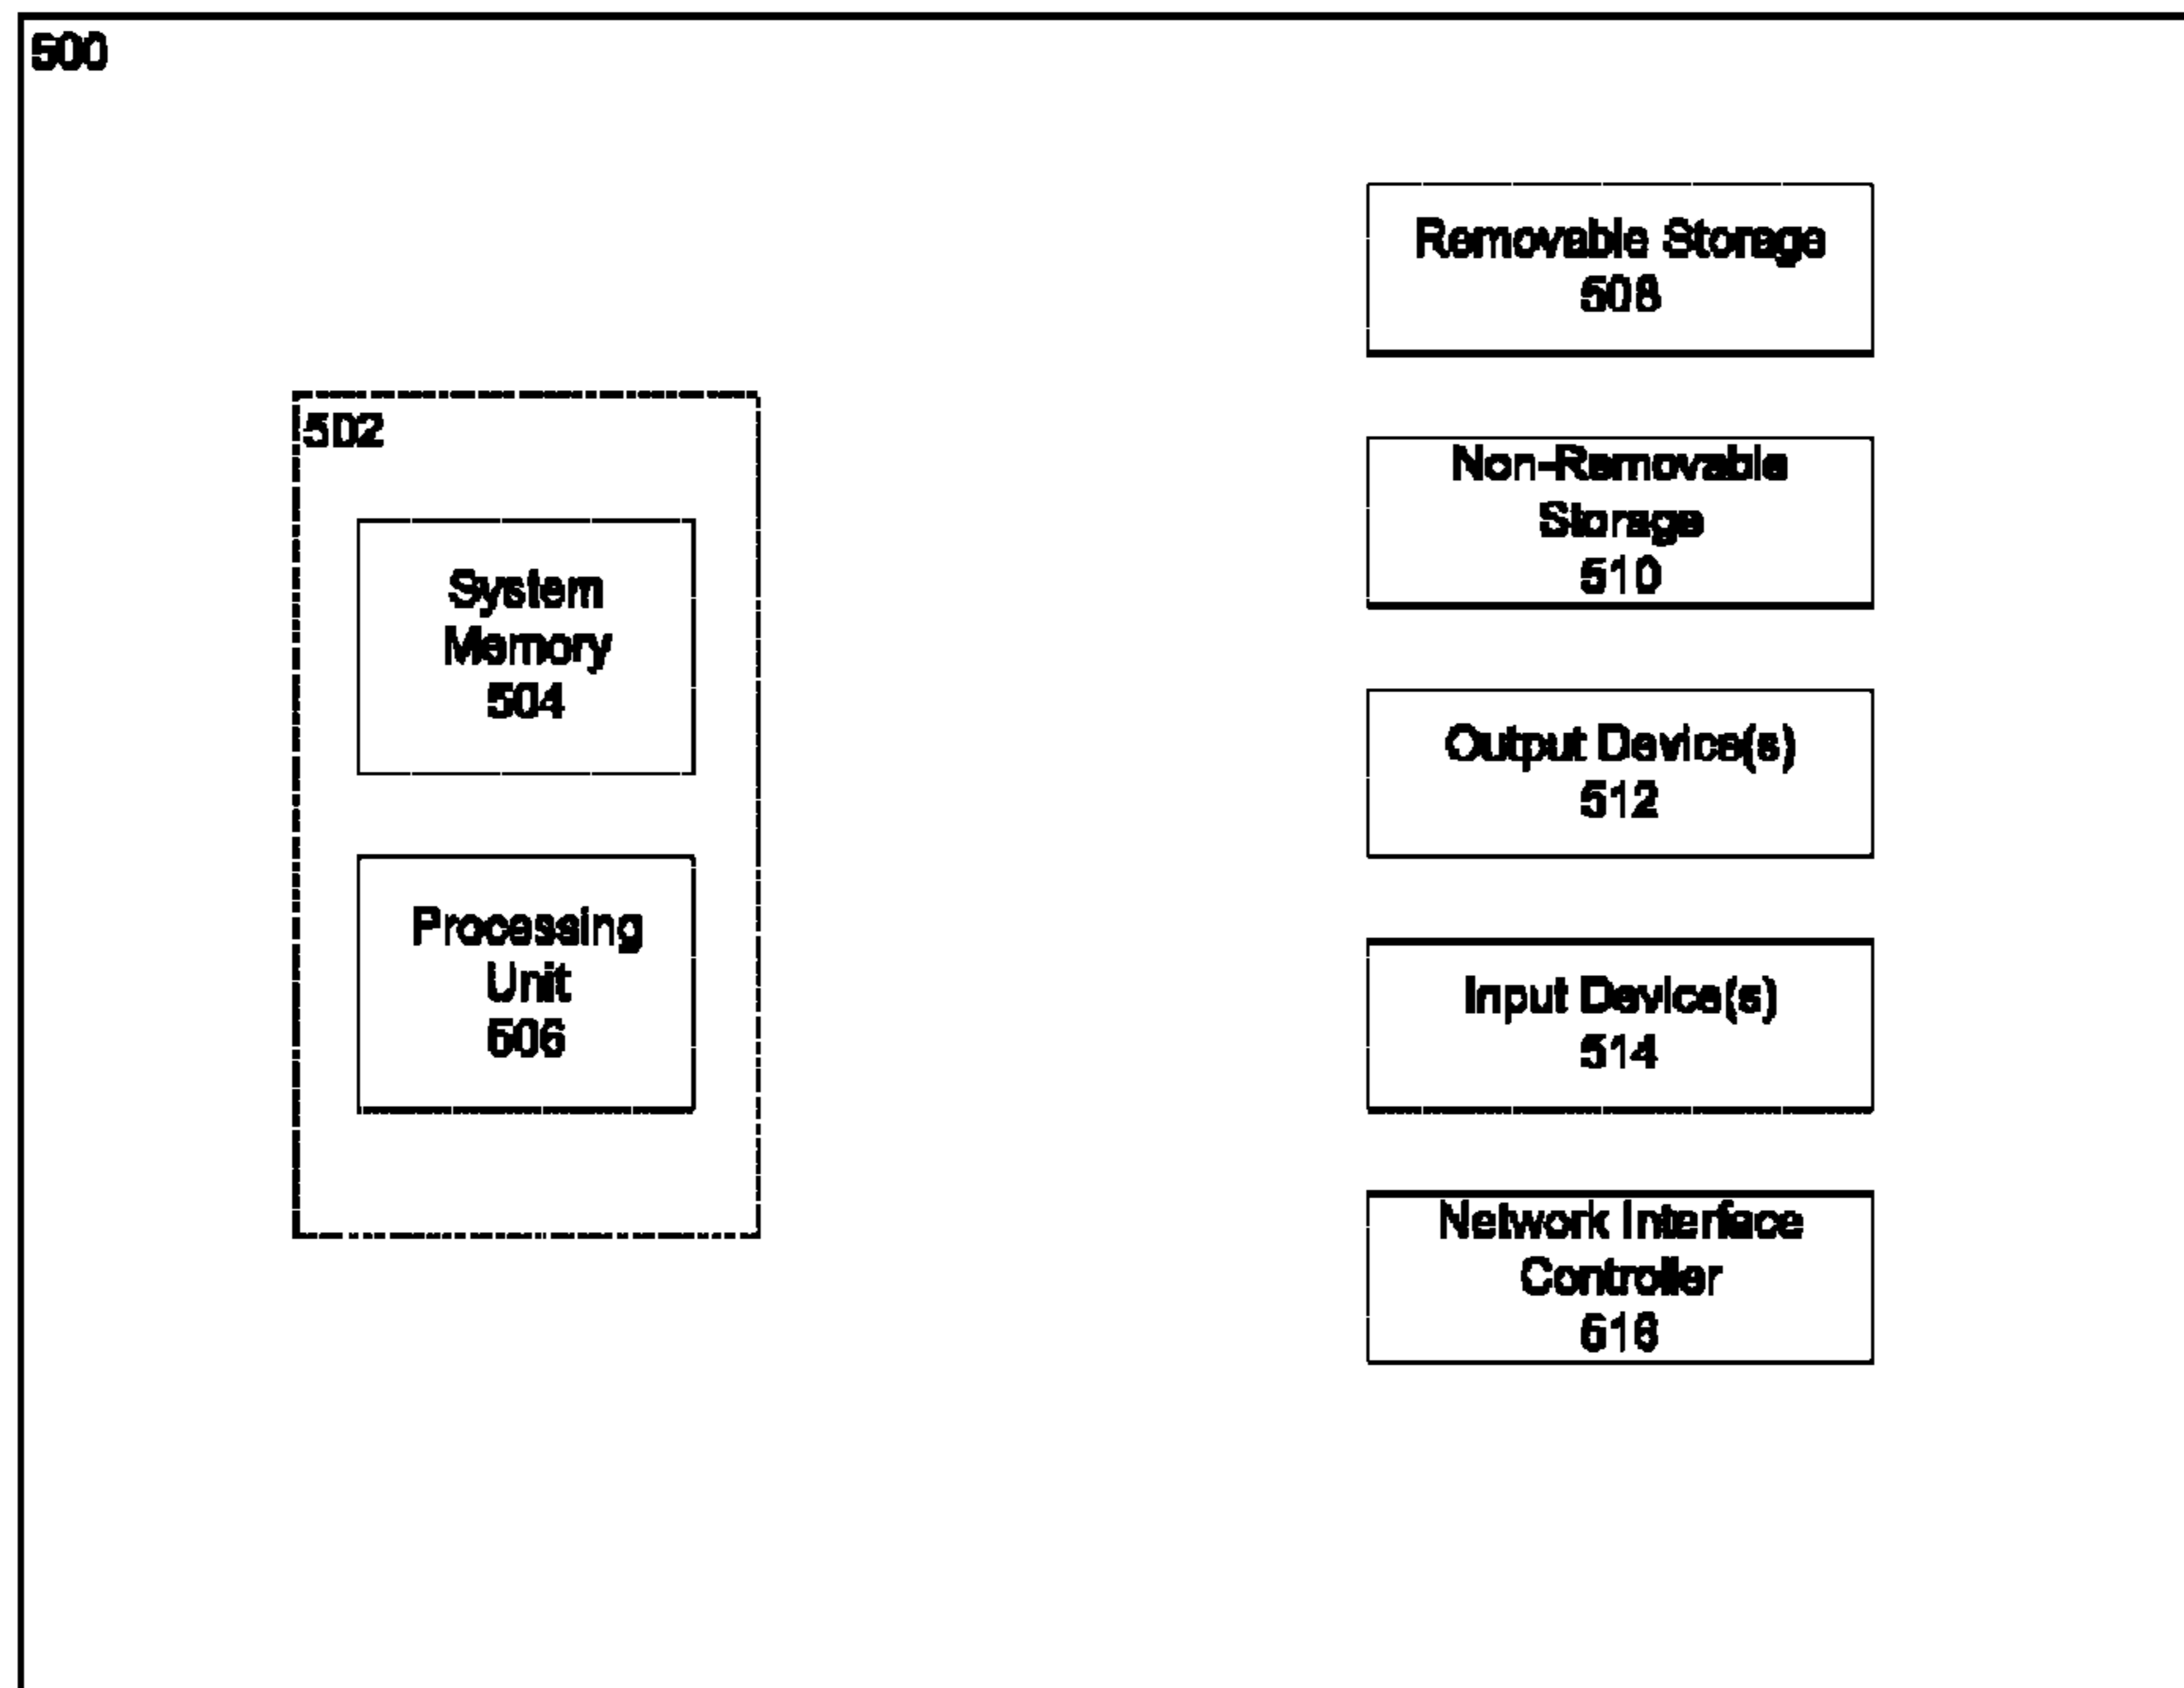 500
Removable Storage
508
502
Non-Removable
Storage
510
System
Memory
504
Output Device(s)
512
Processing
Unit
506
Input Device(s)
514
Network Interface
Controller
516